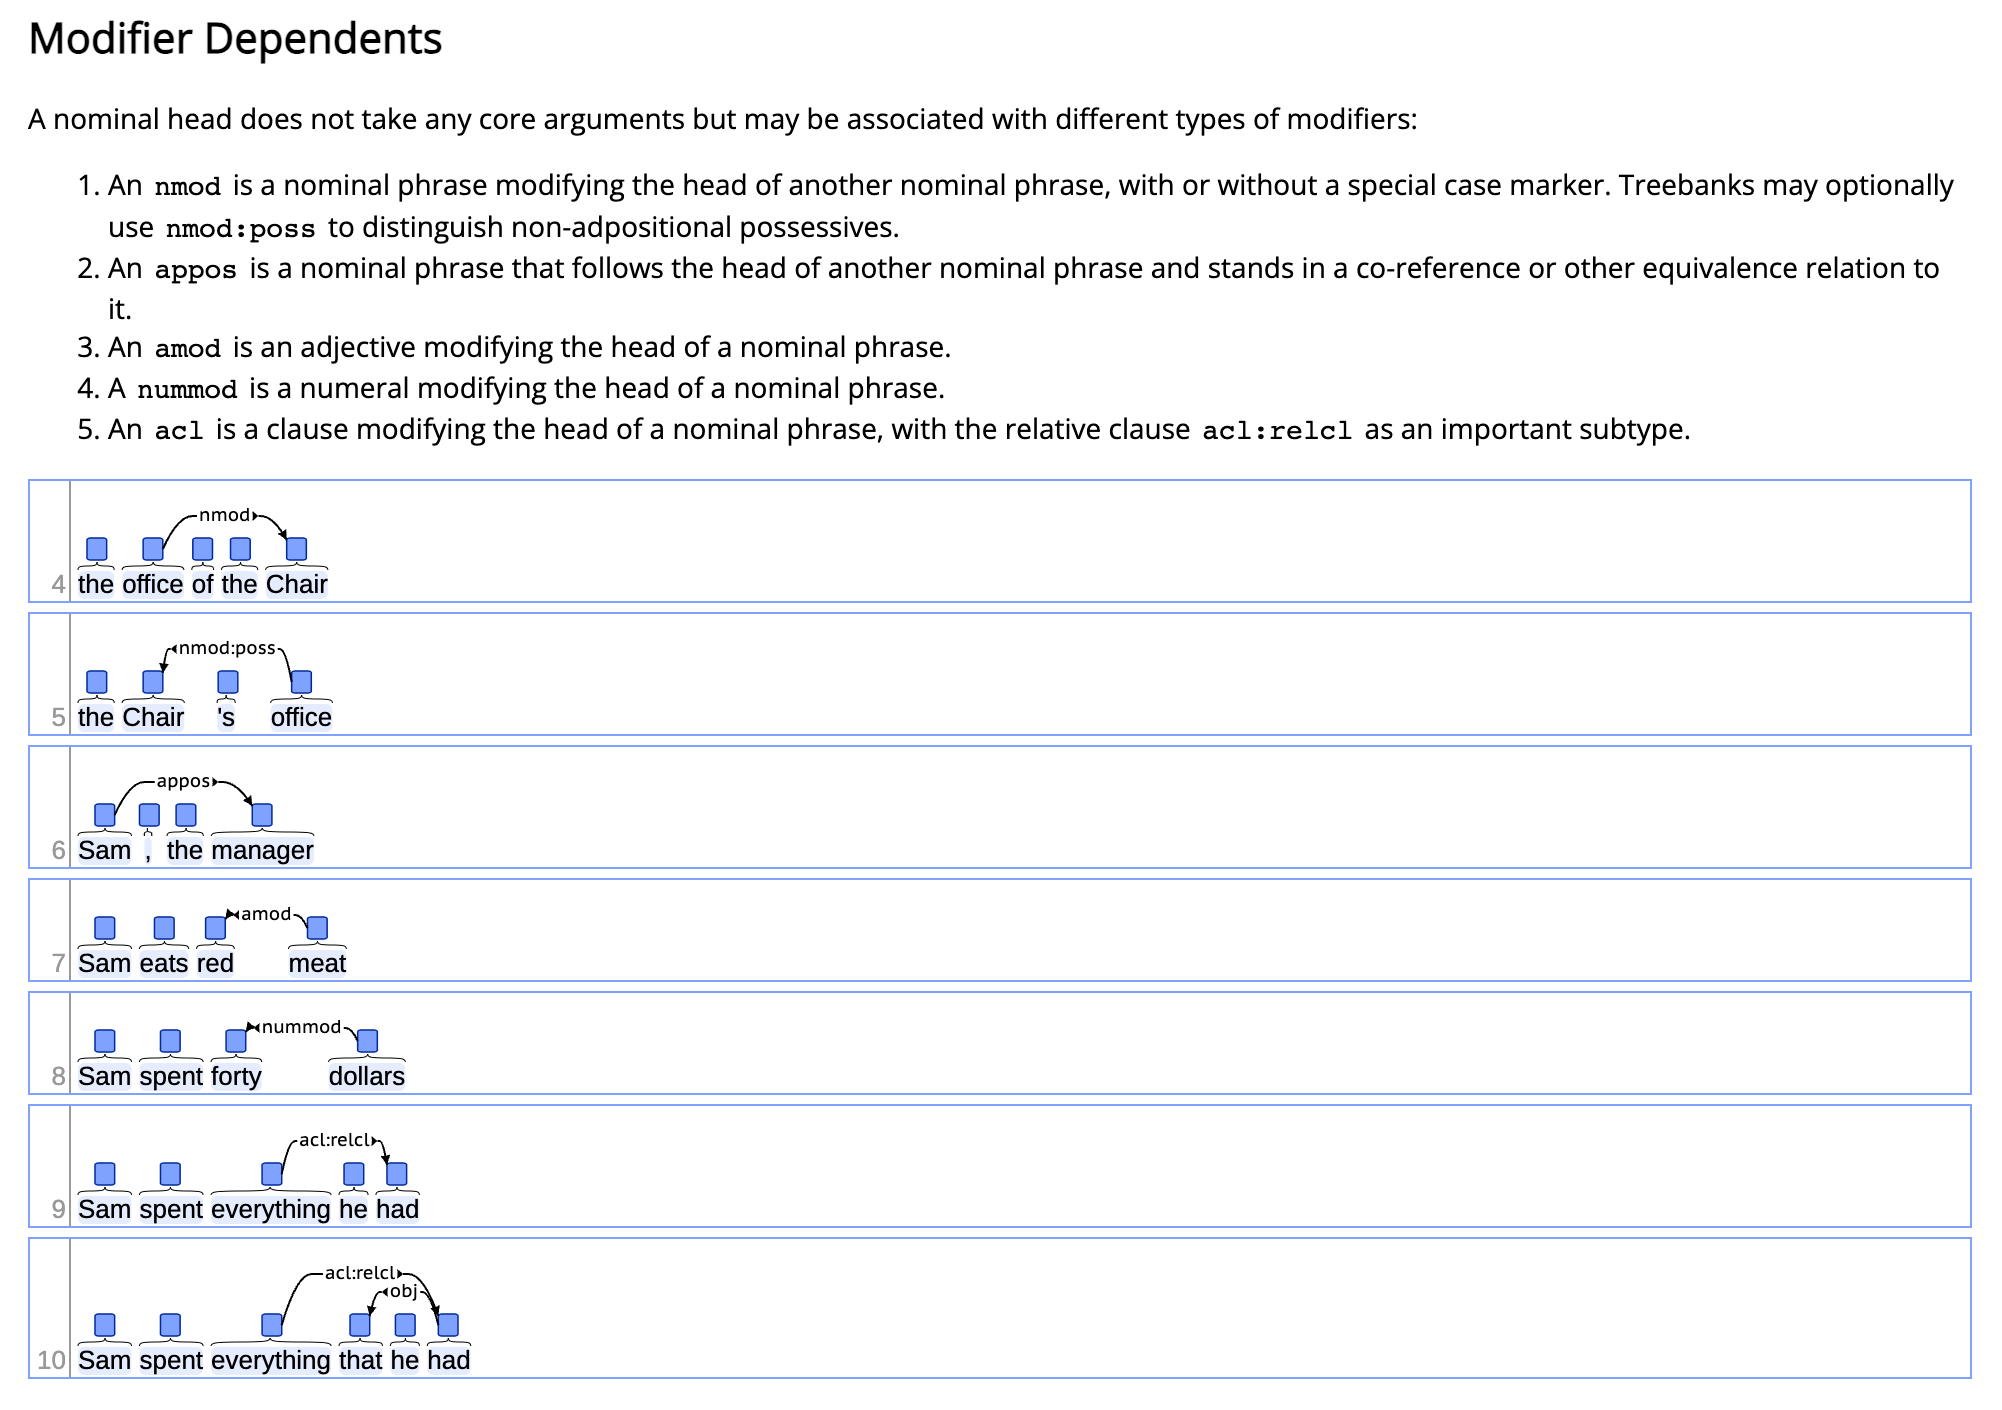 Modifier Dependents
A nominal head does not take any core arguments but may be associated with different types of modifiers:
1. An nmod is a nominal phrase modifying the head of another nominal phrase, with or without a special case marker. Treebanks may optionally
use nmod:poss to distinguish non-adpositional possessives.
2. An appos is a nominal phrase that follows the head of another nominal phrase and stands in a co-reference or other equivalence relation to
it.
3. An amod is an adjective modifying the head of a nominal phrase.
4. A nummod is a numeral modifying the head of a nominal phrase.
5. An acl is a clause modifying the head of a nominal phrase, with the relative clause acl:relcl as an important subtype.
nmod
4 the office of the Chair
nmod:poss
5 the Chair 's office
appos
6 Sam , the manager
amod
7 Sam eats red meat
nummod
8 Sam spent forty dollars
acl:relcl
9 Sam spent everything he had
acl:relcl
obj
10 Sam spent everything that he had